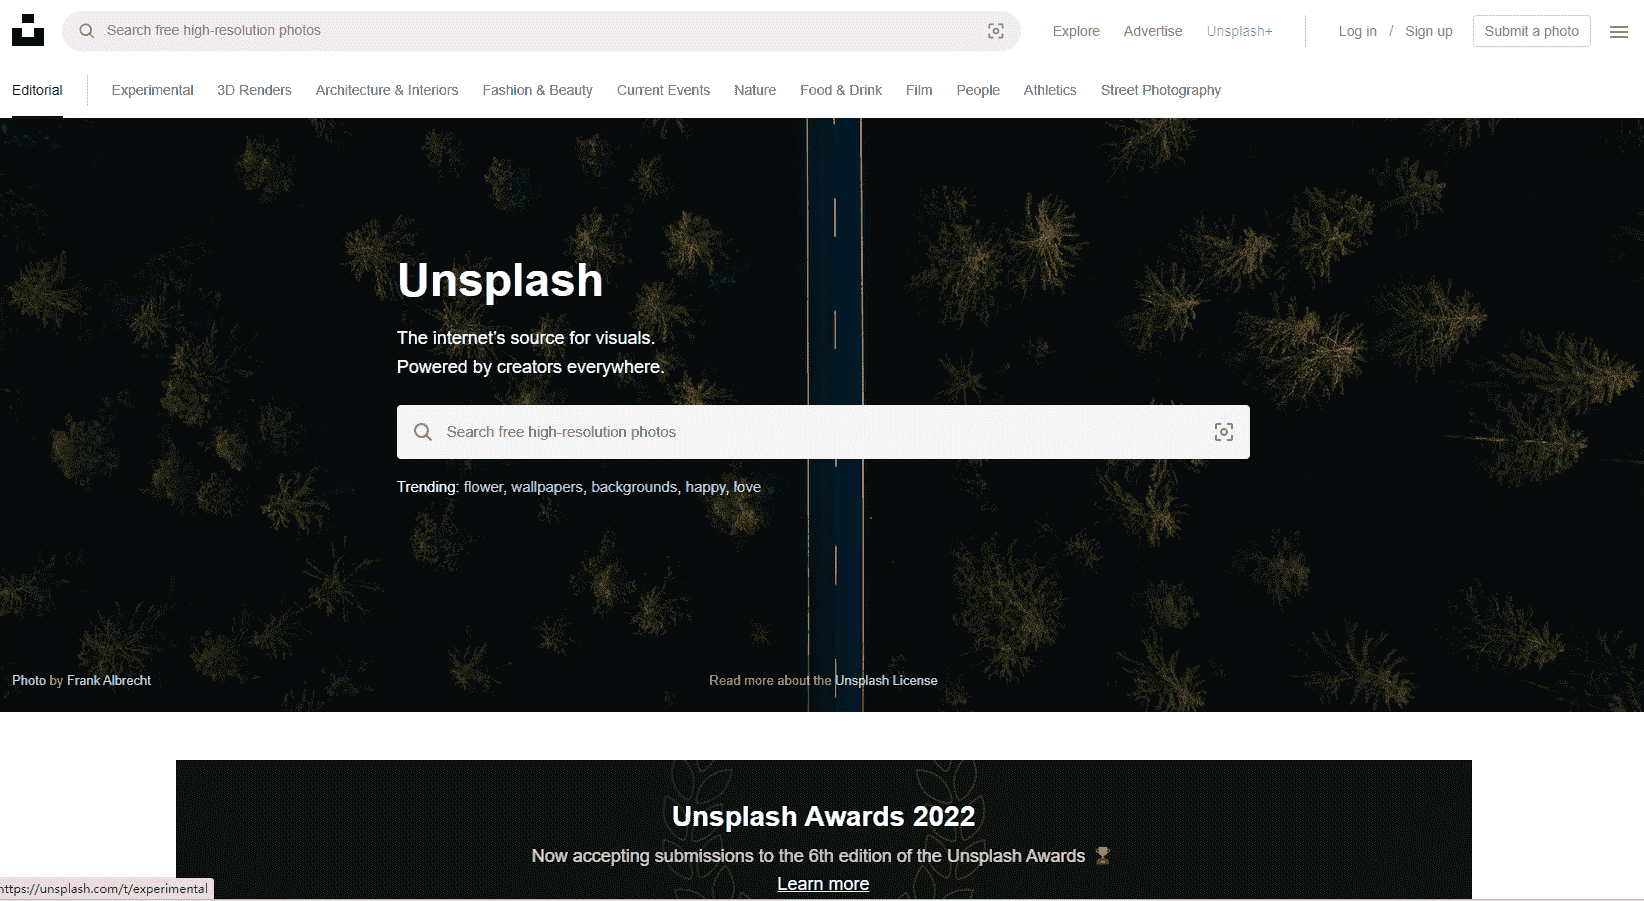 Search free high-resolution photos
Explore Advertise Unsplash+ Log in / Sign up Submit a photo
Editorial Experimental 3D Renders Architecture & Interiors Fashion & Beauty Current Events Nature Food & Drink Film People Athletics Street Photography
Unsplash
The internet's source for visuals.
Powered by creators everywhere.
Search free high-resolution photos
Trending: flower, wallpapers, backgrounds, happy, love
Photo by Frank Albrecht
Read more about the Unsplash License
Unsplash Awards 2022
Now accepting submissions to the 6th edition of the Unsplash Awards 🏆
Learn more
https://unsplash.com/t/experimental